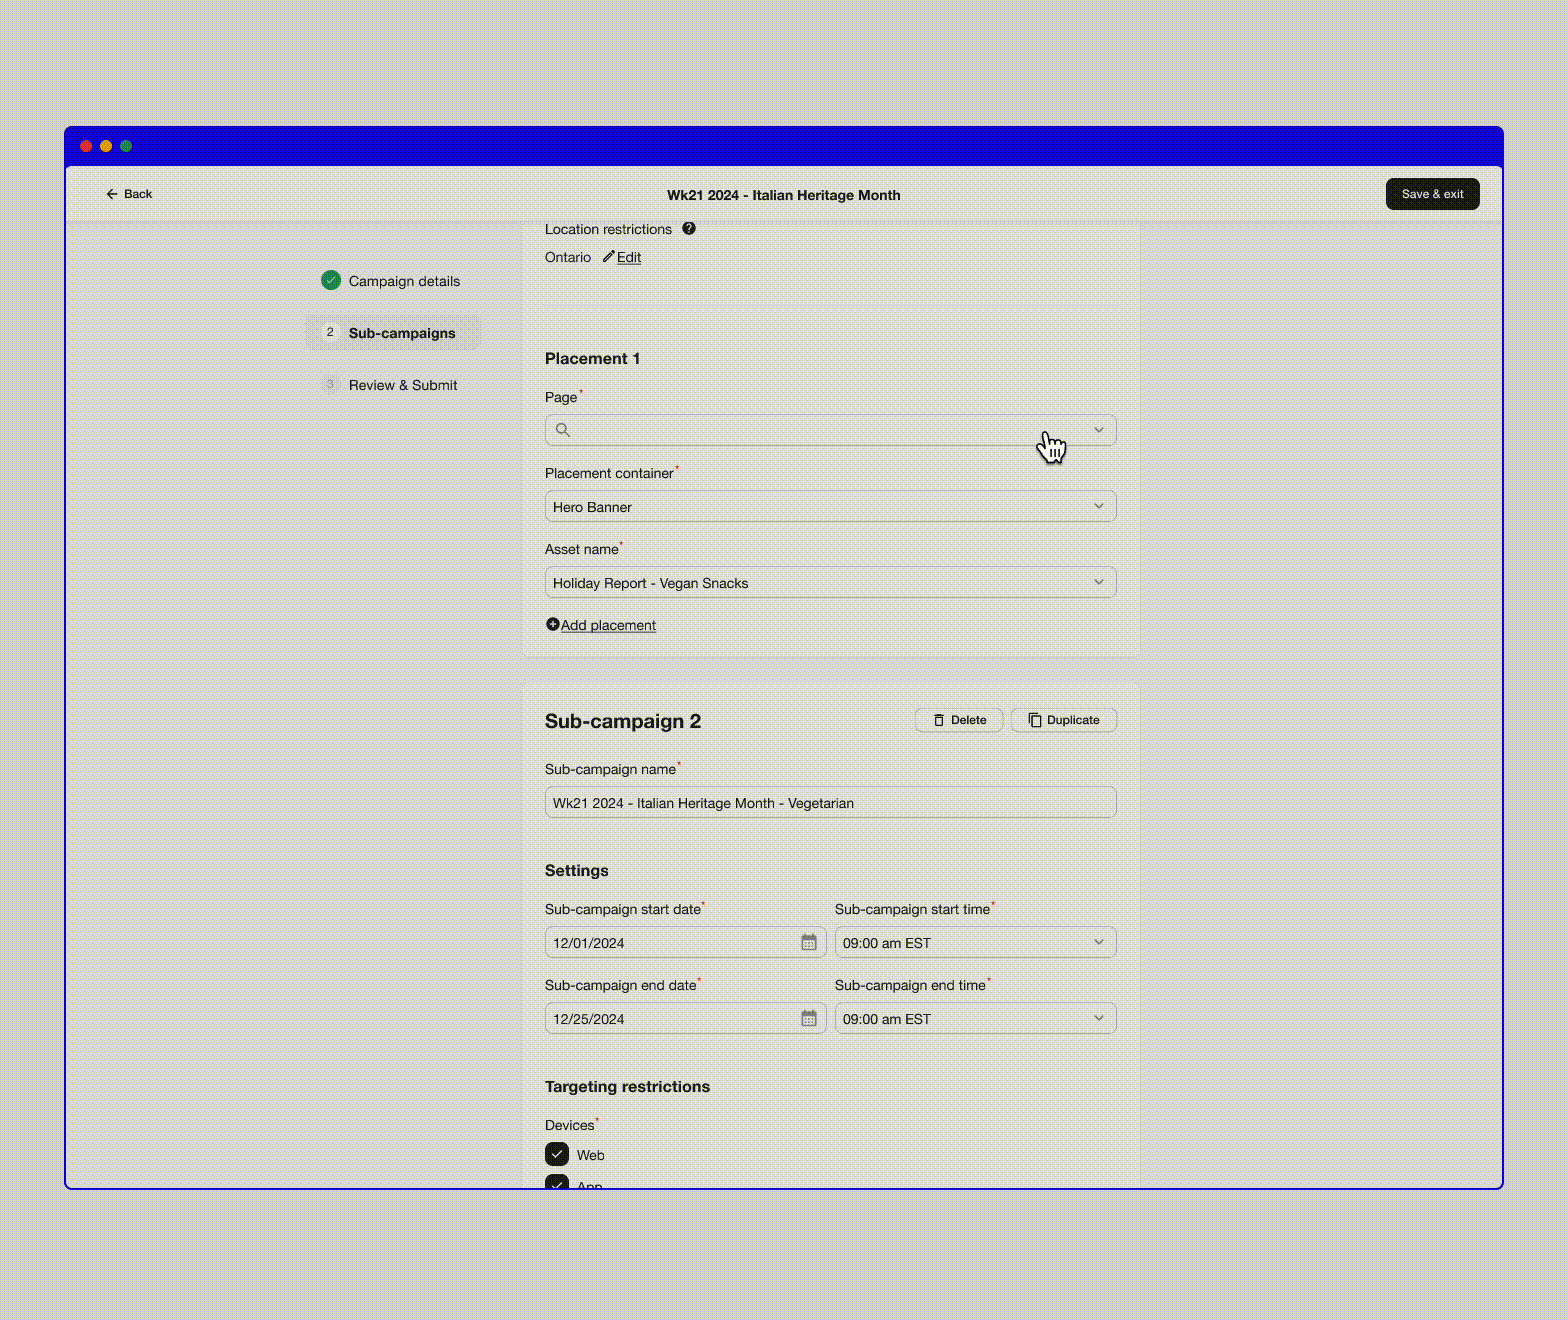 Back
Wk21 2024 - Italian Heritage Month
Save & exit
Campaign details
2 Sub-campaigns
3 Review & Submit
Location restrictions ?
Ontario Edit
Placement 1
Page*
Placement container*
Hero Banner
Asset name*
Holiday Report - Vegan Snacks
Add placement
Sub-campaign 2
Delete Duplicate
Sub-campaign name*
Wk21 2024 - Italian Heritage Month - Vegetarian
Settings
Sub-campaign start date* Sub-campaign start time*
12/01/2024 09:00 am EST
Sub-campaign end date* Sub-campaign end time*
12/25/2024 09:00 am EST
Targeting restrictions
Devices*
Web
App